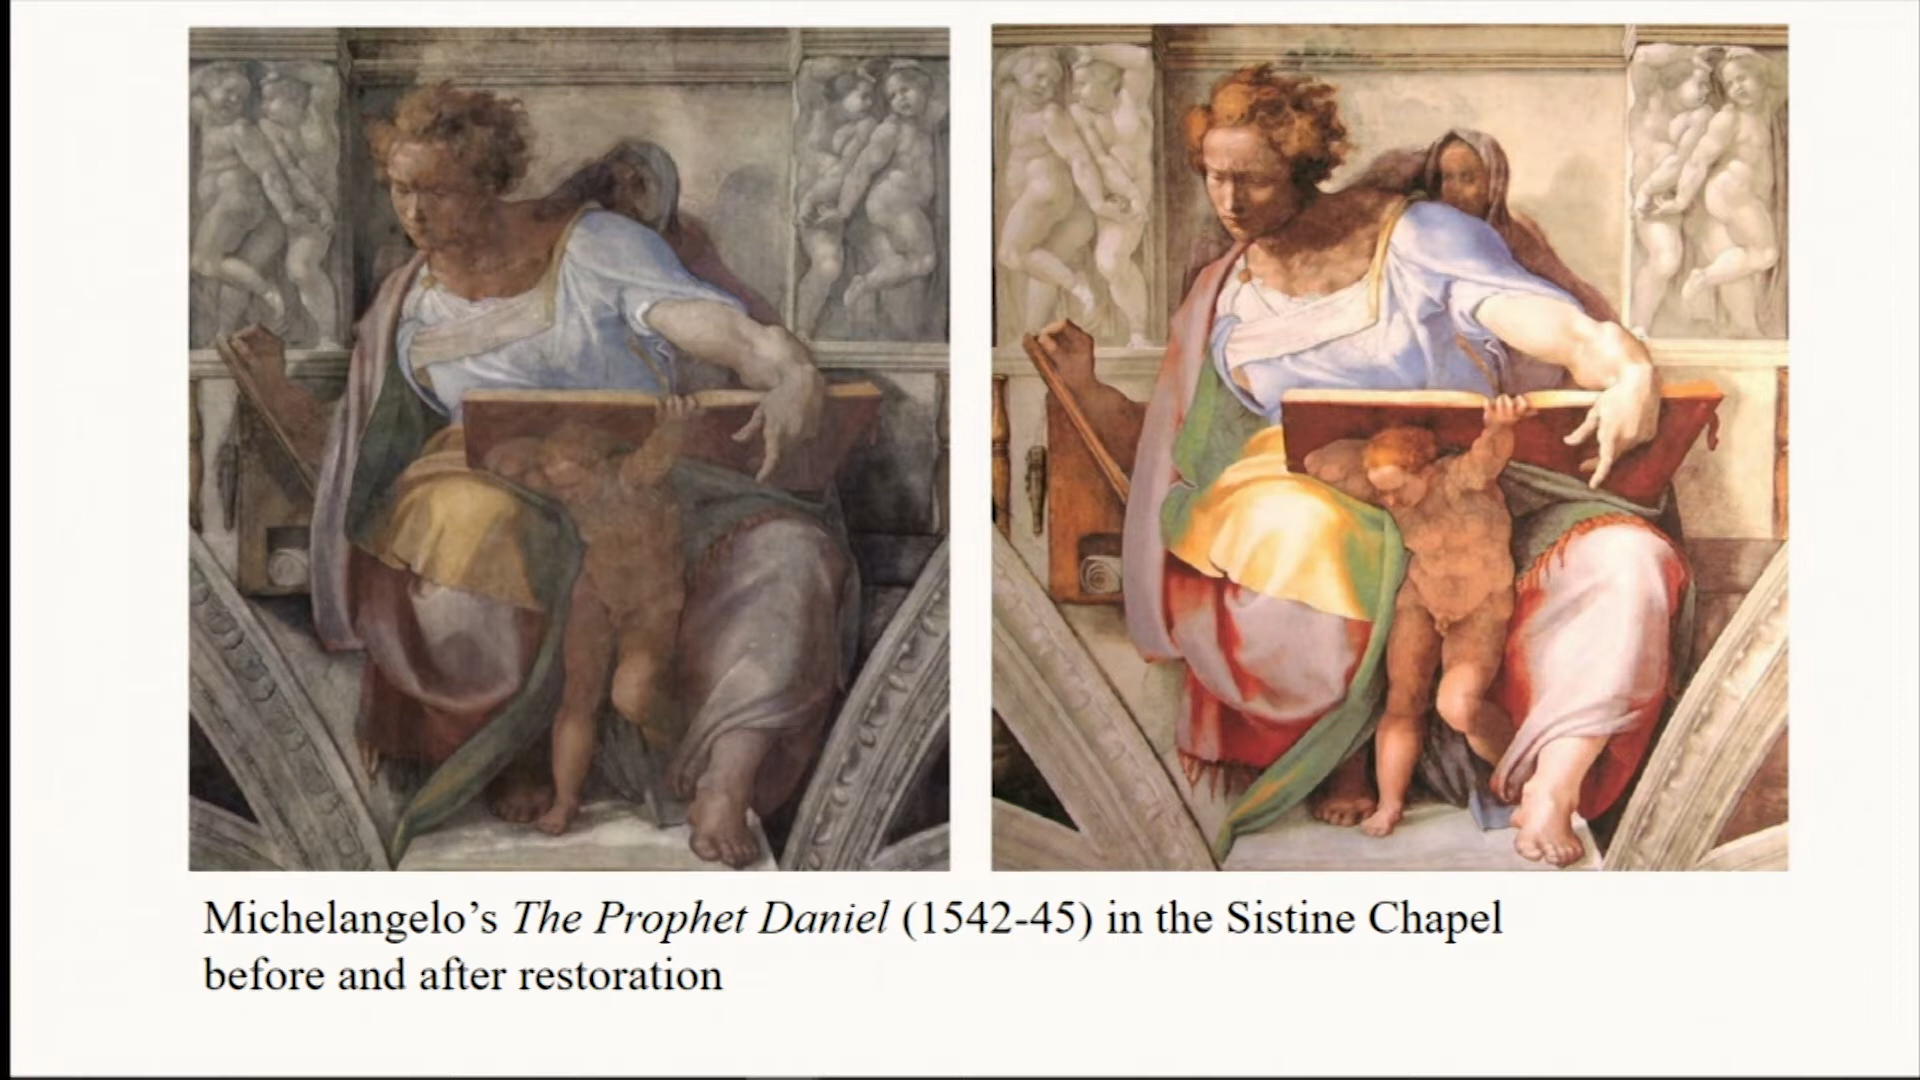 Michelangelo’s The Prophet Daniel (1542-45) in the Sistine Chapel
before and after restoration